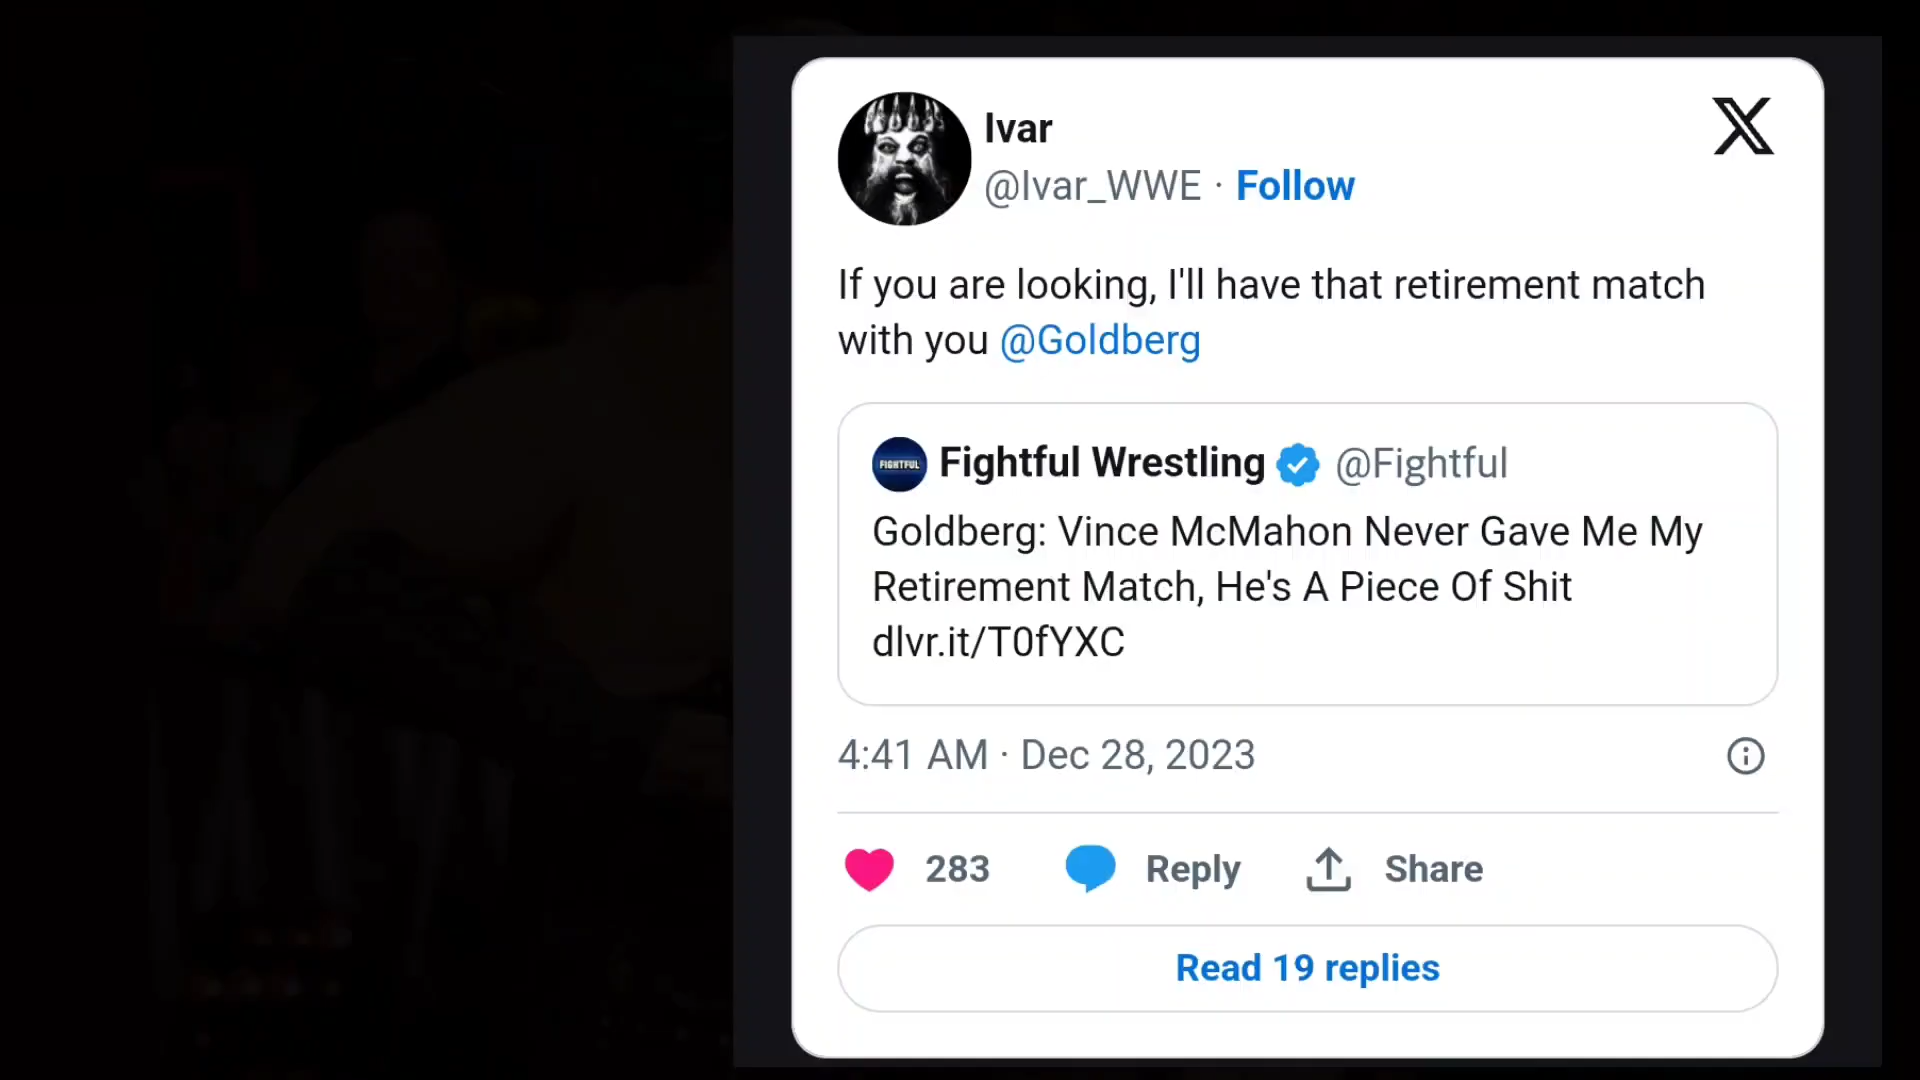 Ivar
@Ivar_WWE · Follow
If you are looking, I'll have that retirement match
with you @Goldberg
FIGHTFUL
Fightful Wrestling @Fightful
Goldberg: Vince McMahon Never Gave Me My
Retirement Match, He's A Piece Of Shit
dlvr.it/T0fYXC
4:41 AM · Dec 28, 2023
283 Reply Share
Read 19 replies